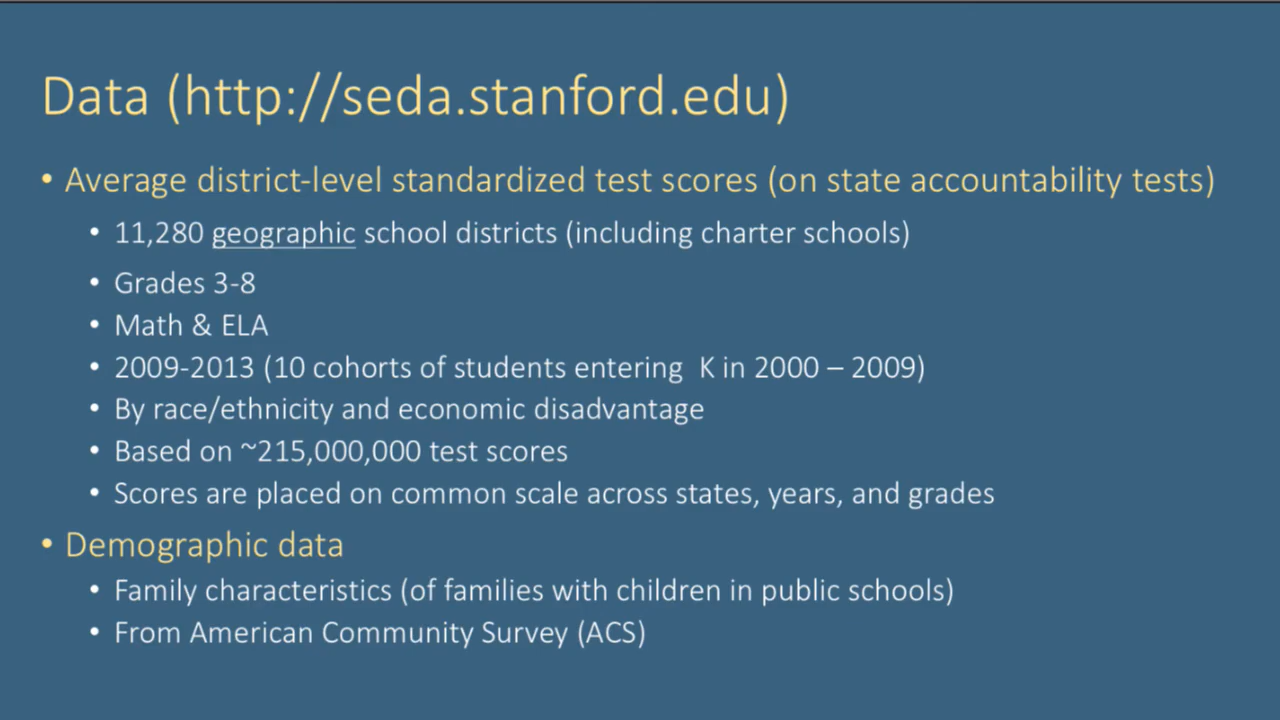 Data (http://seda.stanford.edu)
• Average district-level standardized test scores (on state accountability tests)
• 11,280 geographic school districts (including charter schools)
• Grades 3-8
• Math & ELA
• 2009-2013 (10 cohorts of students entering  K in 2000 – 2009)
• By race/ethnicity and economic disadvantage
• Based on ~215,000,000 test scores
• Scores are placed on common scale across states, years, and grades
• Demographic data
• Family characteristics (of families with children in public schools)
• From American Community Survey (ACS)